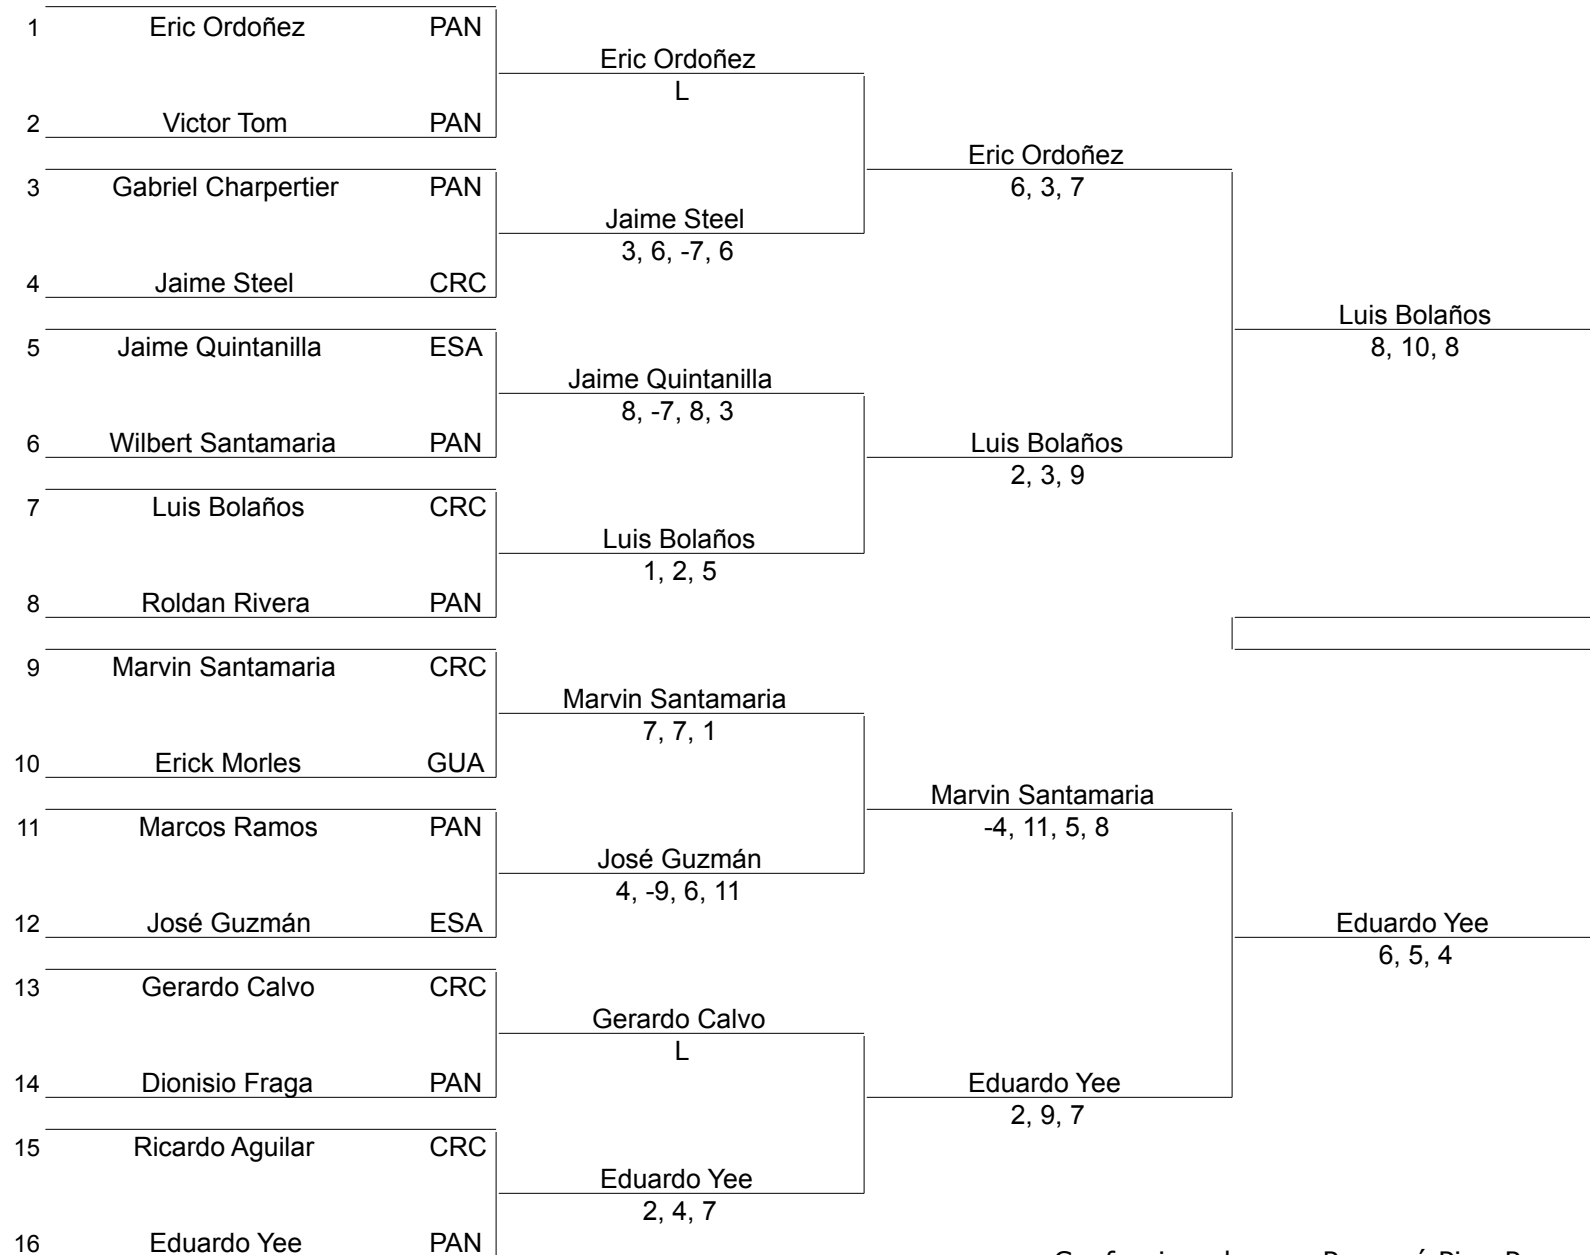 1 Eric Ordoñez PAN
Eric Ordoñez
L
2 Victor Tom PAN
Eric Ordoñez
6, 3, 7
3 Gabriel Charpertier PAN
Jaime Steel
3, 6, -7, 6
4 Jaime Steel CRC
Luis Bolaños
8, 10, 8
5 Jaime Quintanilla ESA
Jaime Quintanilla
8, -7, 8, 3
6 Wilbert Santamaria PAN
Luis Bolaños
2, 3, 9
7 Luis Bolaños CRC
Luis Bolaños
1, 2, 5
8 Roldan Rivera PAN
9 Marvin Santamaria CRC
Marvin Santamaria
7, 7, 1
10 Erick Morles GUA
Marvin Santamaria
-4, 11, 5, 8
11 Marcos Ramos PAN
José Guzmán
4, -9, 6, 11
12 José Guzmán ESA
Eduardo Yee
6, 5, 4
13 Gerardo Calvo CRC
Gerardo Calvo
L
14 Dionisio Fraga PAN
Eduardo Yee
2, 9, 7
15 Ricardo Aguilar CRC
Eduardo Yee
2, 4, 7
16 Eduardo Yee PAN